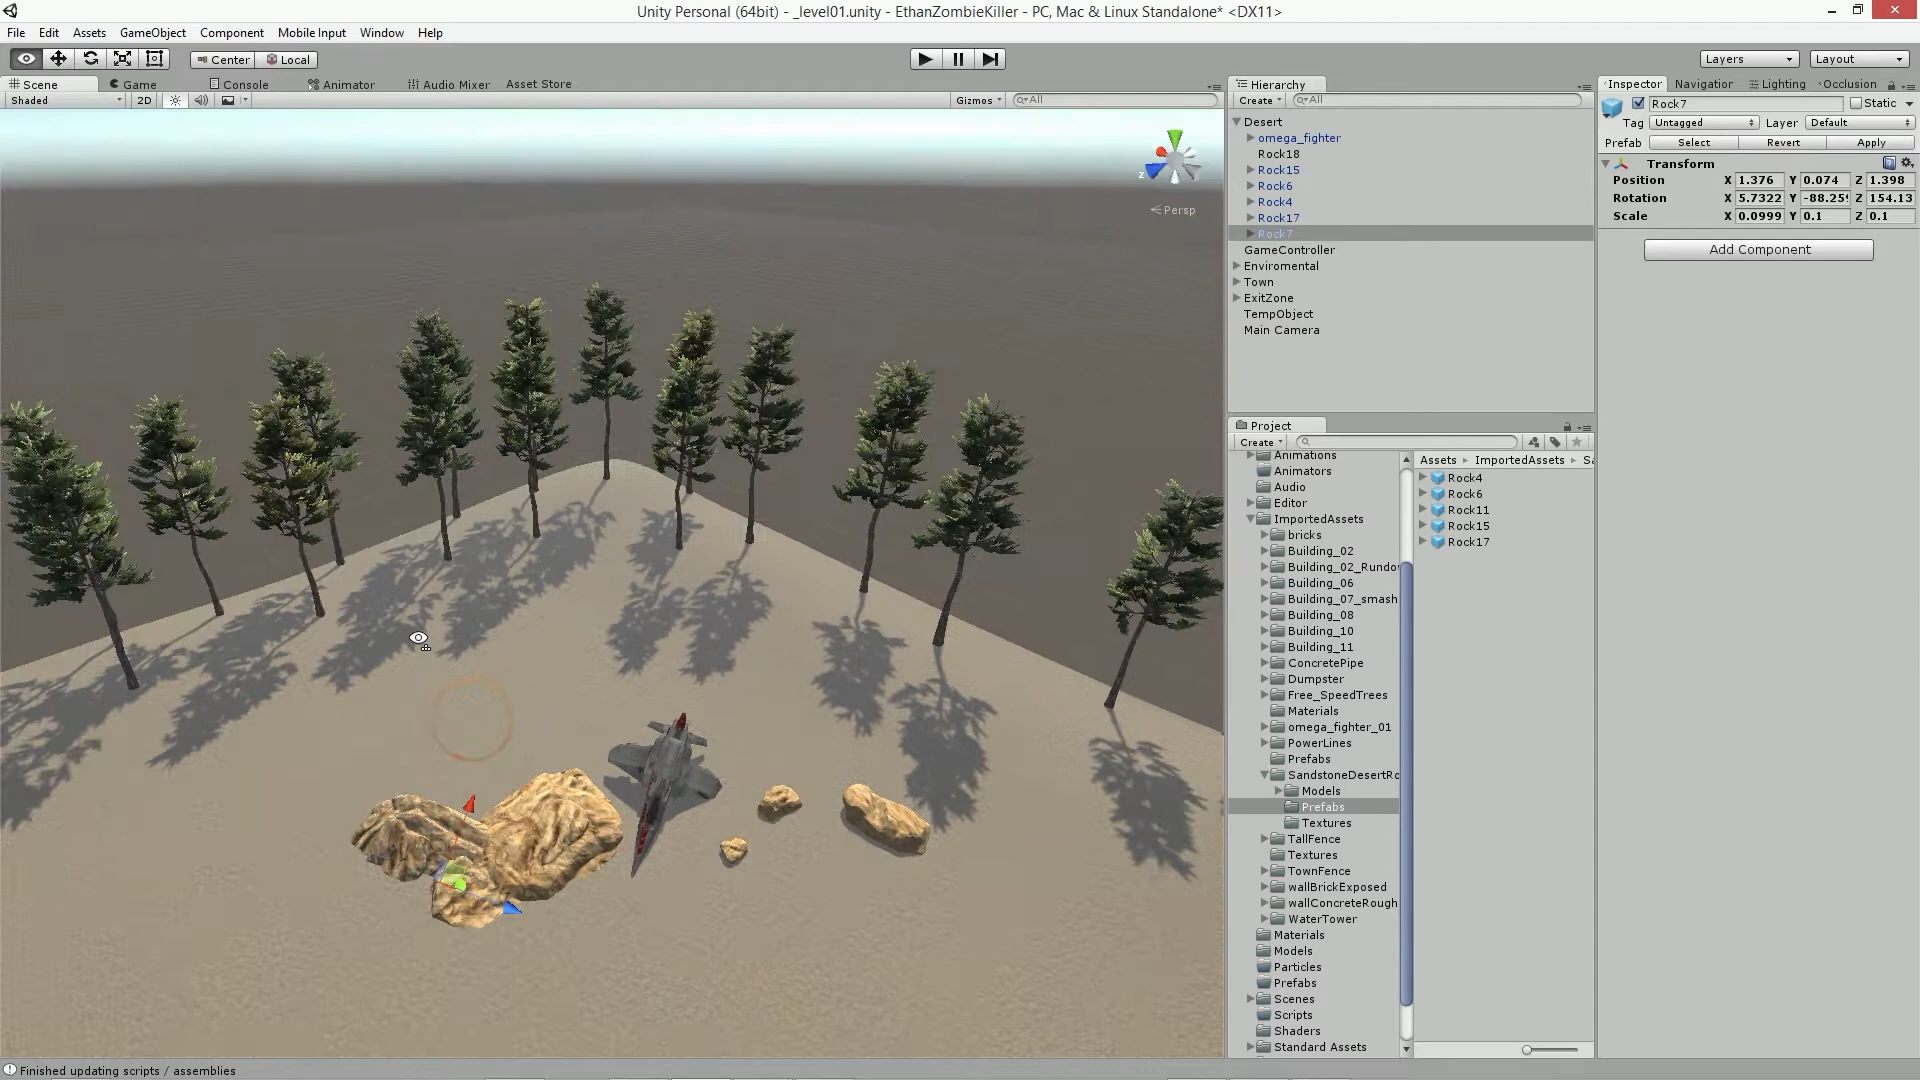 Unity Personal (64bit) - _level01.unity - EthanZombieKiller - PC, Mac & Linux Standalone* <DX11>
File Edit Assets GameObject Component Mobile Input Window Help
Center Local Layers Layout
Scene Game Console Animator Audio Mixer Asset Store
Shaded 2D Gizmos All
Persp
z
Hierarchy
Create All
Desert
omega_fighter
Rock18
Rock15
Rock6
Rock4
Rock17
Rock7
GameController
Enviromental
Town
ExitZone
TempObject
Main Camera
Project
Create
Animations
Animators
Audio
Editor
ImportedAssets
bricks
Building_02
Building_02_Rundo
Building_06
Building_07_smash
Building_08
Building_10
Building_11
ConcretePipe
Dumpster
Free_SpeedTrees
Materials
omega_fighter_01
PowerLines
Prefabs
SandstoneDesertRo
Models
Prefabs
Textures
TallFence
Textures
TownFence
wallBrickExposed
wallConcreteRough
WaterTower
Materials
Models
Particles
Prefabs
Scenes
Scripts
Shaders
Standard Assets
Assets ImportedAssets Sa
Rock4
Rock6
Rock11
Rock15
Rock17
Inspector Navigation Lighting Occlusion
Rock7 Static
Tag Untagged Layer Default
Prefab Select Revert Apply
Transform
Position X 1.376 Y 0.074 Z 1.398
Rotation X 5.7322 Y -88.25 Z 154.13
Scale X 0.0999 Y 0.1 Z 0.1
Add Component
Finished updating scripts / assemblies